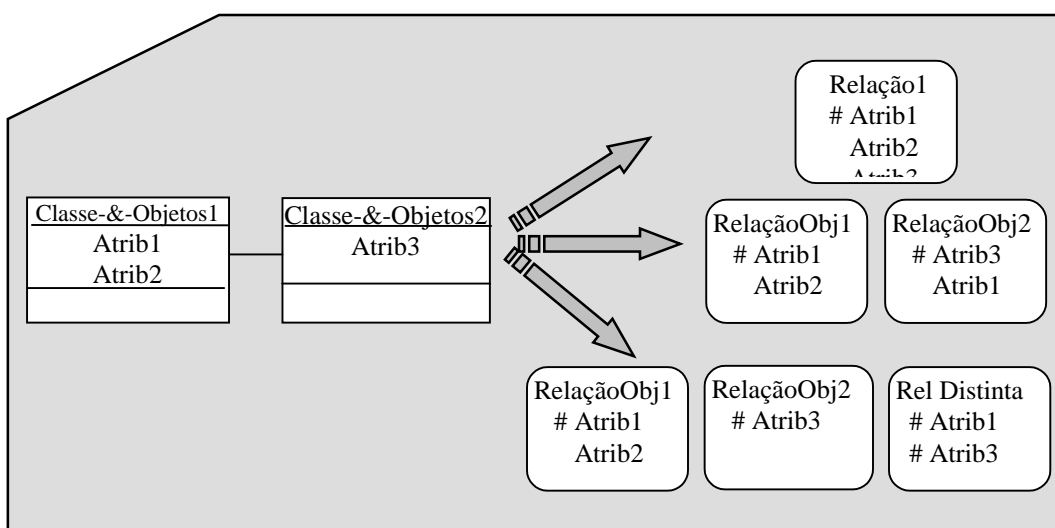 Relação1
# Atrib1
Atrib2
Atrib3
Classe-&-Objetos1
Atrib1
Atrib2
Classe-&-Objetos2
Atrib3
RelaçãoObj1
# Atrib1
Atrib2
RelaçãoObj2
# Atrib3
Atrib1
RelaçãoObj1
# Atrib1
Atrib2
RelaçãoObj2
# Atrib3
Rel Distinta
# Atrib1
# Atrib3